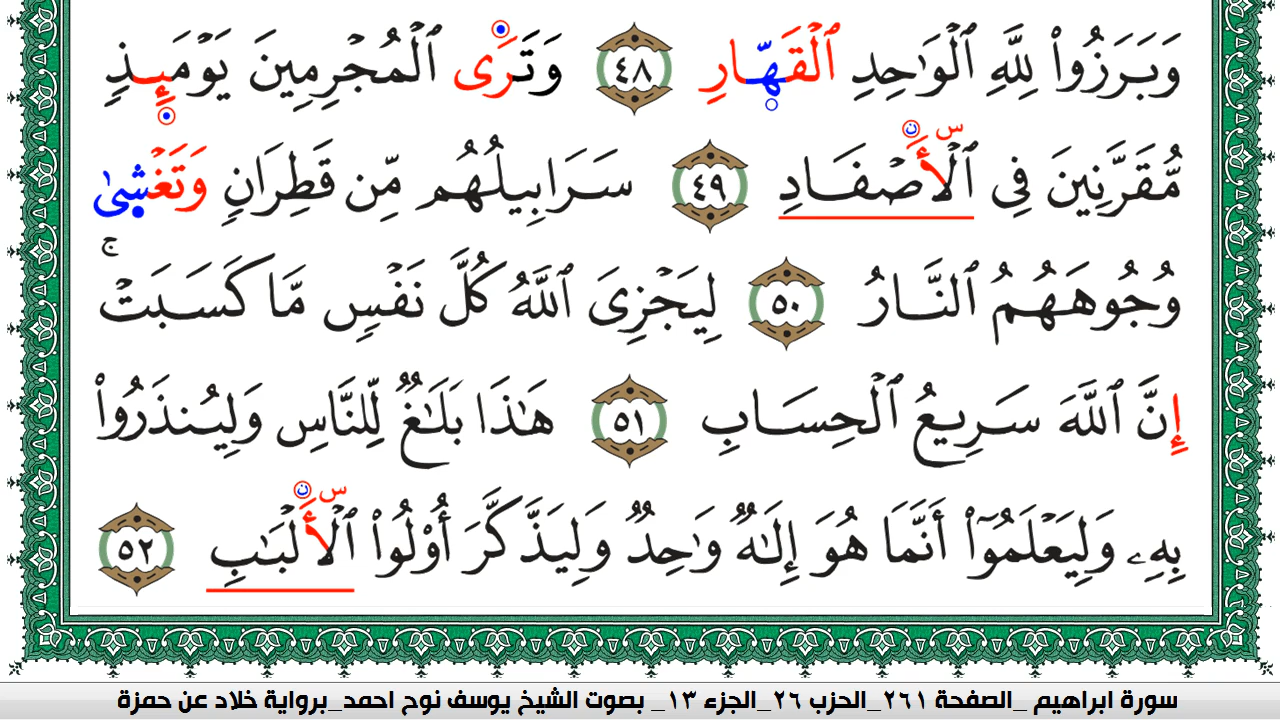 وَبَرَزُوا۟ لِلَّهِ ٱلْوَٰحِدِ ٱلْقَهَّارِ ٤٨ وَتَرَى ٱلْمُجْرِمِينَ يَوْمَئِذٍ
مُّقَرَّنِينَ فِى ٱلْأَصْفَادِ ٤٩ سَرَابِيلُهُم مِّن قَطِرَانٍ وَتَغْشَىٰ
وُجُوهَهُمُ ٱلنَّارُ ٥٠ لِيَجْزِىَ ٱللَّهُ كُلَّ نَفْسٍ مَّا كَسَبَتْ ۚ
إِنَّ ٱللَّهَ سَرِيعُ ٱلْحِسَابِ ٥١ هَٰذَا بَلَٰغٌ لِّلنَّاسِ وَلِيُنذَرُوا۟
بِهِۦ وَلِيَعْلَمُوٓا۟ أَنَّمَا هُوَ إِلَٰهٌ وَٰحِدٌ وَلِيَذَّكَّرَ أُو۟لُوا۟ ٱلْأَلْبَٰبِ ٥٢
سورة ابراهيم _الصفحة ٢٦١_الحزب ٢٦_الجزء ١٣_ بصوت الشيخ يوسف نوح احمد_برواية خلاد عن حمزة